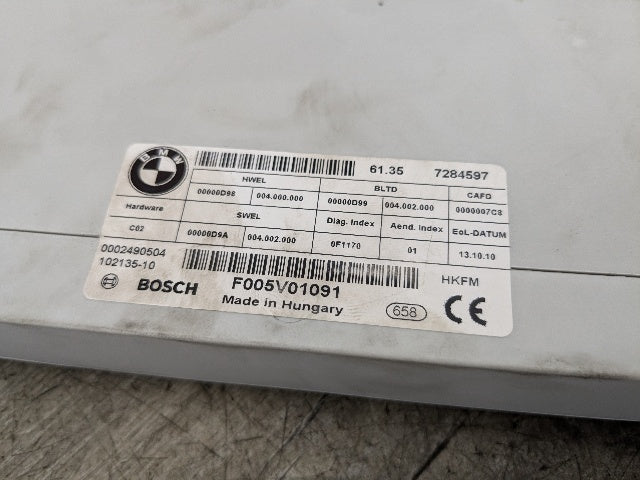 BMW
61.35 7284597
HWEL BLTD CAFD
00000D98 004.000.000 00000D99 004.002.000 0000007C8
Hardware SWEL Diag. Index Aend. Index EoL-DATUM
C02 00000D9A 004.002.000 0F1170 01 13.10.10
0002490504
102135-10
HKFM
BOSCH F005V01091
Made in Hungary 658 CE